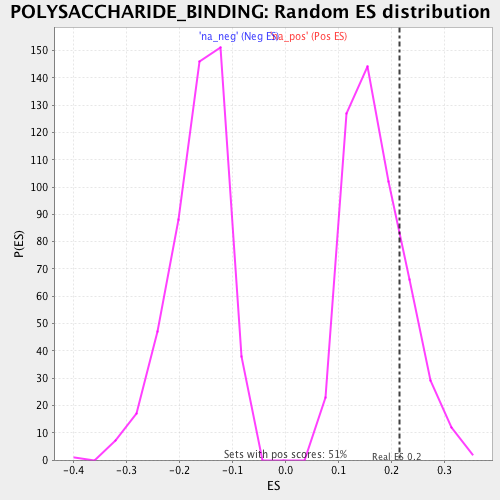 POLYSACCHARIDE_BINDING: Random ES distribution
'na_neg' (Neg ES) 'na_pos' (Pos ES)
150
140
130
120
110
100
90
80
70
60
50
40
30
20
10
0
P(ES)
Sets with pos scores: 51%
Real ES 0.2
-0.4 -0.3 -0.2 -0.1 0.0 0.1 0.2 0.3
ES